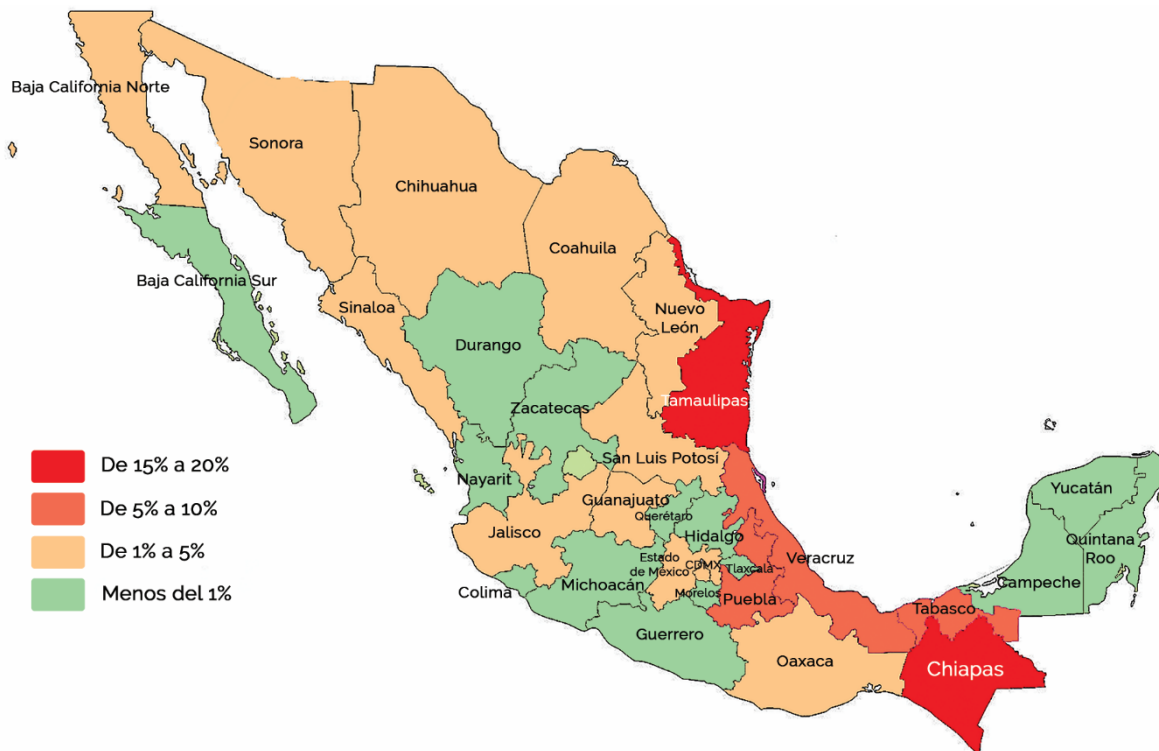 Baja California Norte
Sonora
Chihuahua
Coahuila
Baja California Sur
Sinaloa
Nuevo
León
Durango
Tamaulipas
Zacatecas
San Luis Potosí
Nayarit
Guanajuato
Querétaro
Jalisco
Hidalgo
Estado
de México
CDMX
Tlaxcala
Veracruz
Yucatán
Quintana
Roo
Campeche
Colima
Michoacán
Morelos
Puebla
Tabasco
Guerrero
Oaxaca
Chiapas
De 15% a 20%
De 5% a 10%
De 1% a 5%
Menos del 1%